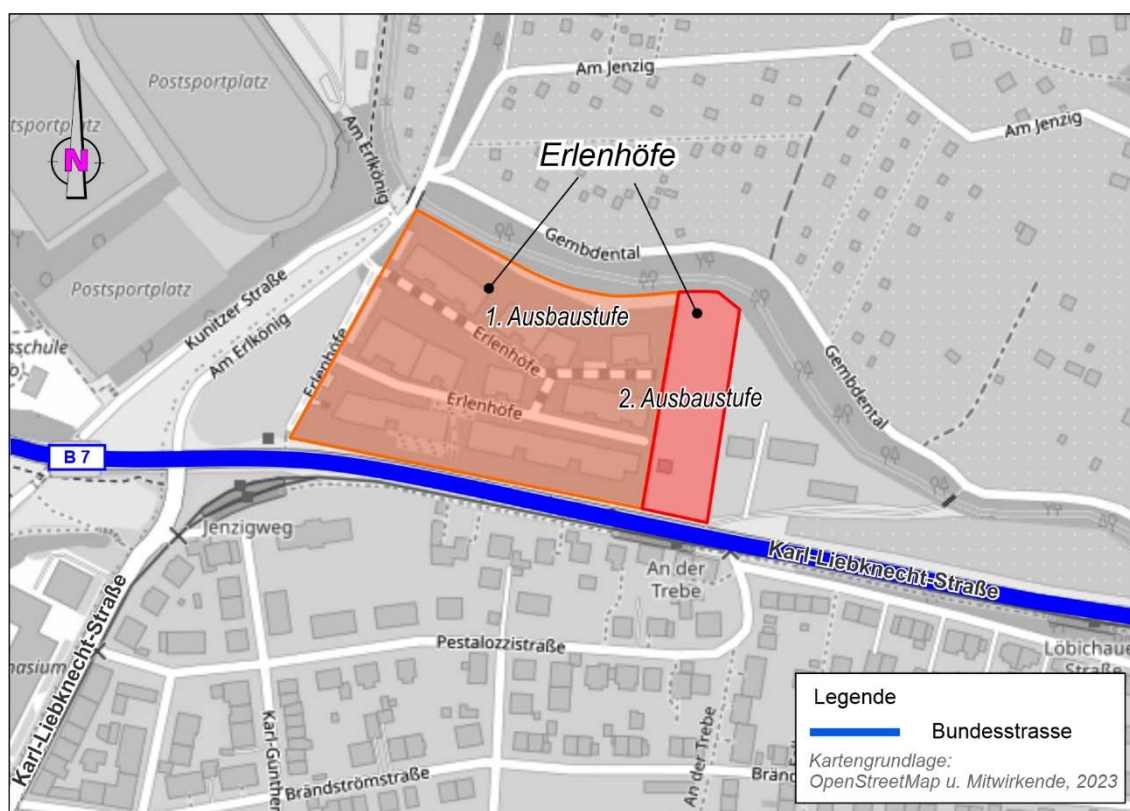 Postsportplatz
tsportplatz
Am Erlkönig
Am Jenzig
Am Jenzig
N
Erlenhöfe
Gembdental
Postsportplatz
Kunitzer Straße
Am Erlkönig
Erlenhöfe
1. Ausbaustufe
Erlenhöfe
Erlenhöfe
2. Ausbaustufe
Gembdental
sschule
B 7
Jenzigweg
An der
Trebe
Karl-Liebknecht-Straße
Karl-Liebknecht-Straße
Pestalozzistraße
Löbichaue
Straße
nasium
Karl-Günther
An der Trebe
Brändströmstraße
Legende
Bundesstrasse
Kartengrundlage:
OpenStreetMap u. Mitwirkende, 2023